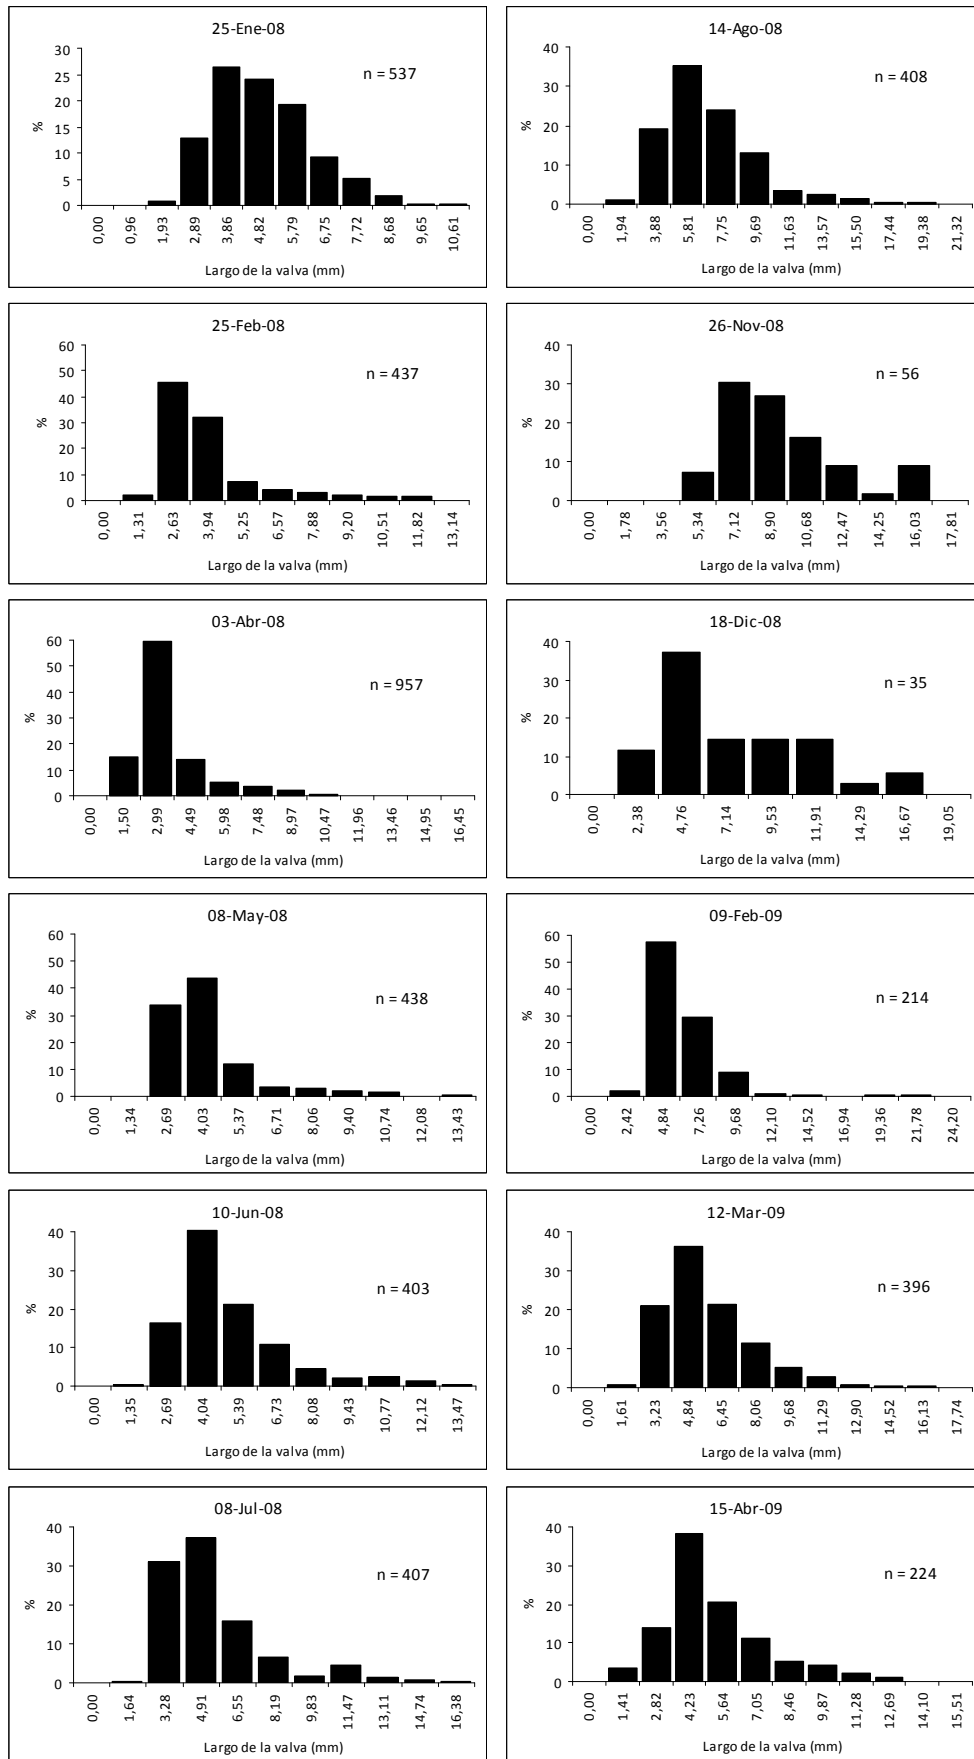 25-Ene-08
30
25
20
15
10
5
0
%
n = 537
0,00 0,96 1,93 2,89 3,86 4,82 5,79 6,75 7,72 8,68 9,65 10,61
Largo de la valva (mm)
14-Ago-08
40
30
20
10
0
%
n = 408
0,00 1,94 3,88 5,81 7,75 9,69 11,63 13,57 15,50 17,44 19,38 21,32
Largo de la valva (mm)
25-Feb-08
60
50
40
30
20
10
0
%
n = 437
0,00 1,31 2,63 3,94 5,25 6,57 7,88 9,20 10,51 11,82 13,14
Largo de la valva (mm)
26-Nov-08
40
30
20
10
0
%
n = 56
0,00 1,78 3,56 5,34 7,12 8,90 10,68 12,47 14,25 16,03 17,81
Largo de la valva (mm)
03-Abr-08
60
50
40
30
20
10
0
%
n = 957
0,00 1,50 2,99 4,49 5,98 7,48 8,97 10,47 11,96 13,46 14,95 16,45
Largo de la valva (mm)
18-Dic-08
40
30
20
10
0
%
n = 35
0,00 2,38 4,76 7,14 9,53 11,91 14,29 16,67 19,05
Largo de la valva (mm)
08-May-08
60
50
40
30
20
10
0
%
n = 438
0,00 1,34 2,69 4,03 5,37 6,71 8,06 9,40 10,74 12,08 13,43
Largo de la valva (mm)
09-Feb-09
60
50
40
30
20
10
0
%
n = 214
0,00 2,42 4,84 7,26 9,68 12,10 14,52 16,94 19,36 21,78 24,20
Largo de la valva (mm)
10-Jun-08
40
30
20
10
0
%
n = 403
0,00 1,35 2,69 4,04 5,39 6,73 8,08 9,43 10,77 12,12 13,47
Largo de la valva (mm)
12-Mar-09
40
30
20
10
0
%
n = 396
0,00 1,61 3,23 4,84 6,45 8,06 9,68 11,29 12,90 14,52 16,13 17,74
Largo de la valva (mm)
08-Jul-08
40
30
20
10
0
%
n = 407
0,00 1,64 3,28 4,91 6,55 8,19 9,83 11,47 13,11 14,74 16,38
Largo de la valva (mm)
15-Abr-09
40
30
20
10
0
%
n = 224
0,00 1,41 2,82 4,23 5,64 7,05 8,46 9,87 11,28 12,69 14,10 15,51
Largo de la valva (mm)